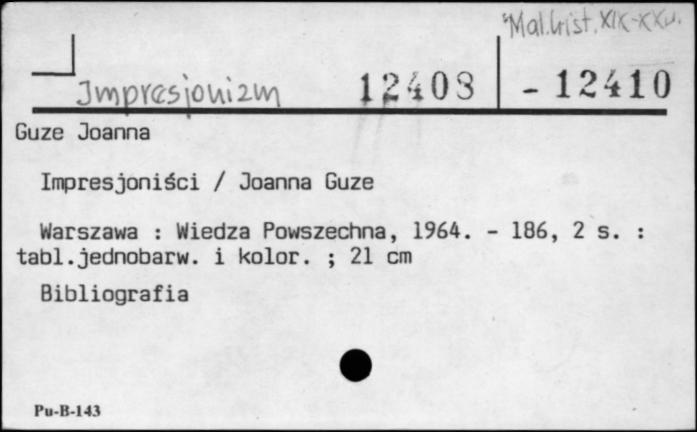 Mal. hist. XIX-XXw.
Impresjonizm 12408 - 12410
Guze Joanna
Impresjoniści / Joanna Guze
Warszawa : Wiedza Powszechna, 1964. - 186, 2 s. :
tabl.jednobarw. i kolor. ; 21 cm
Bibliografia
Pu-B-143